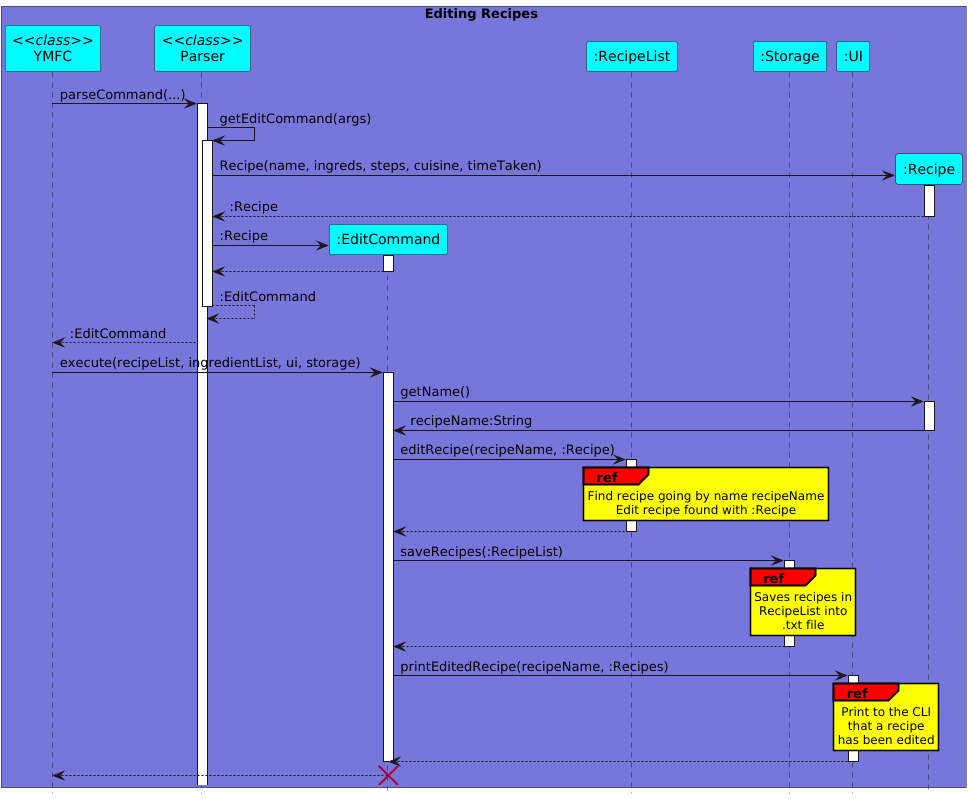 Editing Recipes
<<class>>
YMFC
<<class>>
Parser
:RecipeList
:Storage
:UI
parseCommand(...)
getEditCommand(args)
Recipe(name, ingreds, steps, cuisine, timeTaken)
:Recipe
:Recipe
:Recipe
:EditCommand
:EditCommand
:EditCommand
execute(recipeList, ingredientList, ui, storage)
getName()
recipeName:String
editRecipe(recipeName, :Recipe)
ref
Find recipe going by name recipeName
Edit recipe found with :Recipe
saveRecipes(:RecipeList)
ref
Saves recipes in
RecipeList into
.txt file
printEditedRecipe(recipeName, :Recipes)
ref
Print to the CLI
that a recipe
has been edited